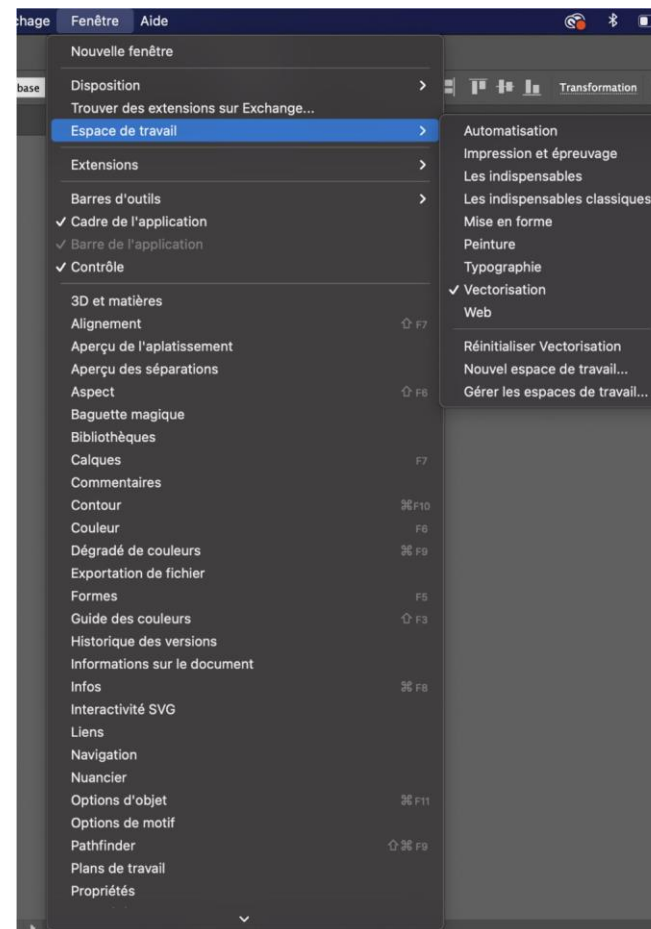 chage Fenêtre Aide
Nouvelle fenêtre
base
Disposition
Transformation
Trouver des extensions sur Exchange...
Espace de travail
Extensions
Barres d'outils
✓ Cadre de l'application
✓ Barre de l'application
✓ Contrôle
3D et matières
Alignement ⇧ F7
Aperçu de l'aplatissement
Aperçu des séparations
Aspect ⇧ F6
Baguette magique
Bibliothèques
Calques F7
Commentaires
Contour ⌘F10
Couleur F6
Dégradé de couleurs ⌘ F9
Exportation de fichier
Formes F5
Guide des couleurs ⇧ F3
Historique des versions
Informations sur le document
Infos ⌘ F8
Interactivité SVG
Liens
Navigation
Nuancier
Options d'objet ⌘ F11
Options de motif
Pathfinder ⇧ ⌘ F9
Plans de travail
Propriétés
Automatisation
Impression et épreuvage
Les indispensables
Les indispensables classiques
Mise en forme
Peinture
Typographie
✓ Vectorisation
Web
Réinitialiser Vectorisation
Nouvel espace de travail...
Gérer les espaces de travail...